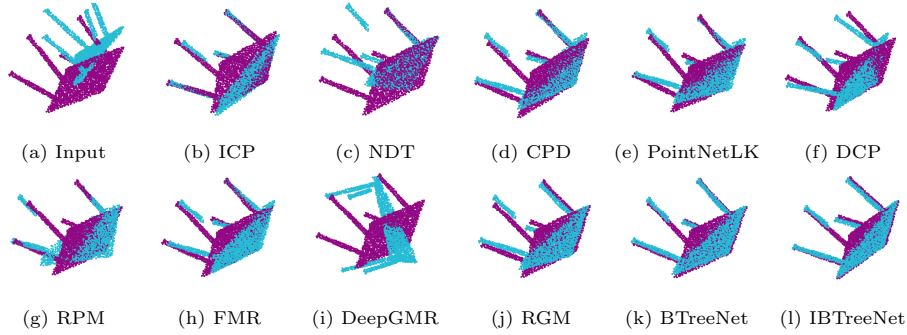 (a) Input (b) ICP (c) NDT (d) CPD (e) PointNetLK (f) DCP
(g) RPM (h) FMR (i) DeepGMR (j) RGM (k) BTreeNet (l) IBTreeNet